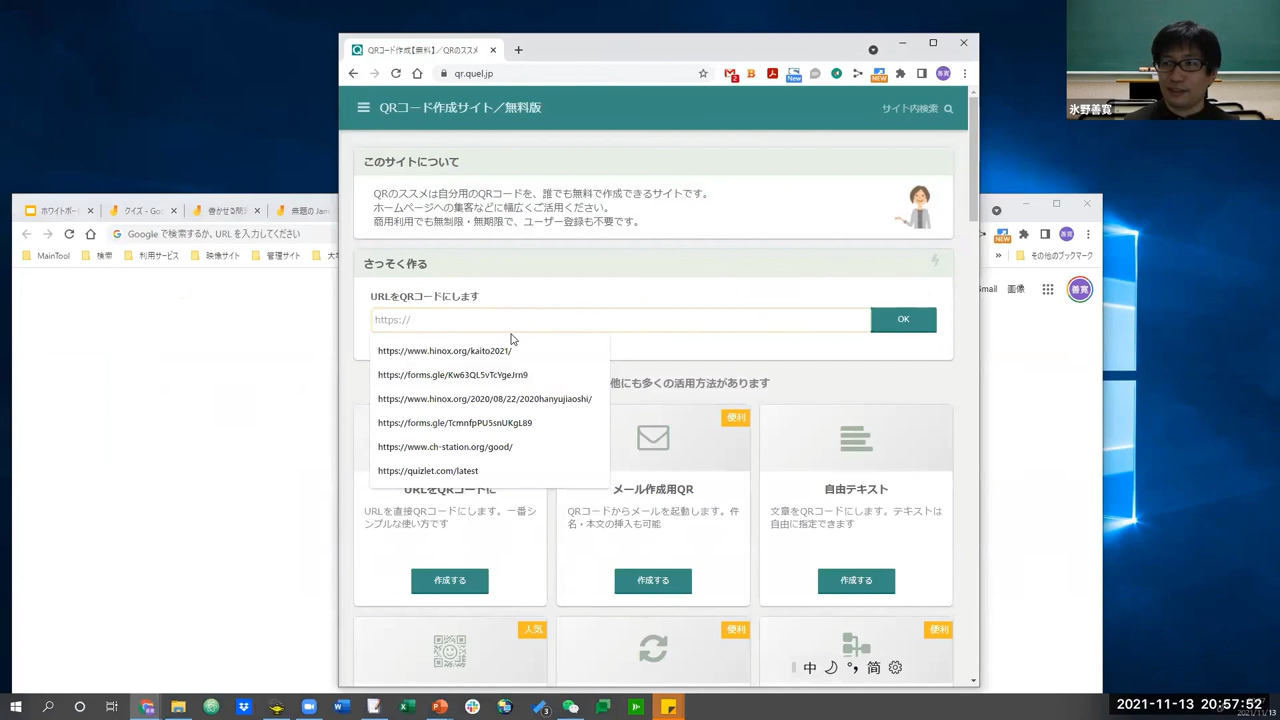 QRコード作成【無料】／QRのススメ
qr.quel.jp
QRコード作成サイト／無料版
サイト内検索
氷野善寛
このサイトについて
QRのススメは自分用のQRコードを、誰でも無料で作成できるサイトです。
ホームページへの集客などに幅広くご活用ください。
商用利用でも無制限・無期限で、ユーザー登録も不要です。
ホワイトボー
クイズ - Goo
書かせる問
無題の Jam
Google で検索するか、URL を入力してください
MainTool
検索
利用サービス
映像サイト
管理サイト
その他のブックマーク
Gmail
画像
善寛
さっそく作る
URLをQRコードにします
https://
OK
https://www.hinox.org/kaito2021/
https://forms.gle/Kw63QL5vTcYgeJrn9
https://www.hinox.org/2020/08/22/2020hanyujiaoshi/
https://forms.gle/TcmnfpPU5snUKgL89
https://www.ch-station.org/good/
https://quizlet.com/latest
他にも多くの活用方法があります
便利
URLをQRコードに
URLを直接QRコードにします。一番シ
ンプルな使い方です
作成する
メール作成用QR
QRコードからメールを起動します。件
名・本文の挿入も可能
作成する
自由テキスト
文章をQRコードにします。テキストは
自由に指定できます
作成する
人気
便利
便利
中
简
2021-11-13 20:57:52